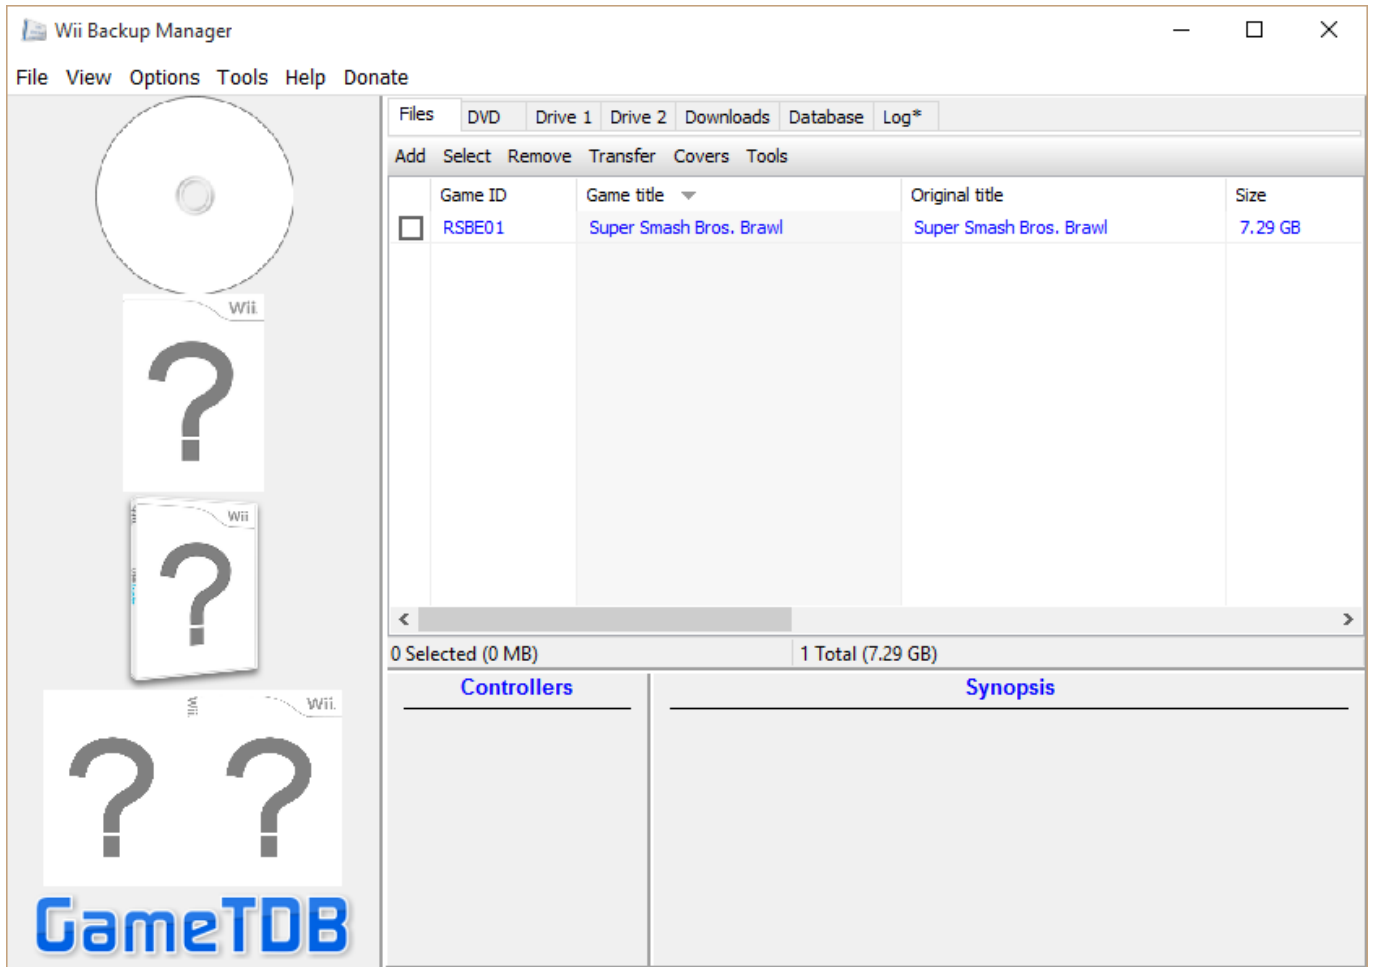 Wii Backup Manager
File View Options Tools Help Donate
Files DVD Drive 1 Drive 2 Downloads Database Log*
Add Select Remove Transfer Covers Tools
Game ID Game title Original title Size
RSBE01 Super Smash Bros. Brawl Super Smash Bros. Brawl 7.29 GB
0 Selected (0 MB) 1 Total (7.29 GB)
Controllers Synopsis
Wii.
?
Wii
Wii
?
Wii Wii.
? ?
GameTDB